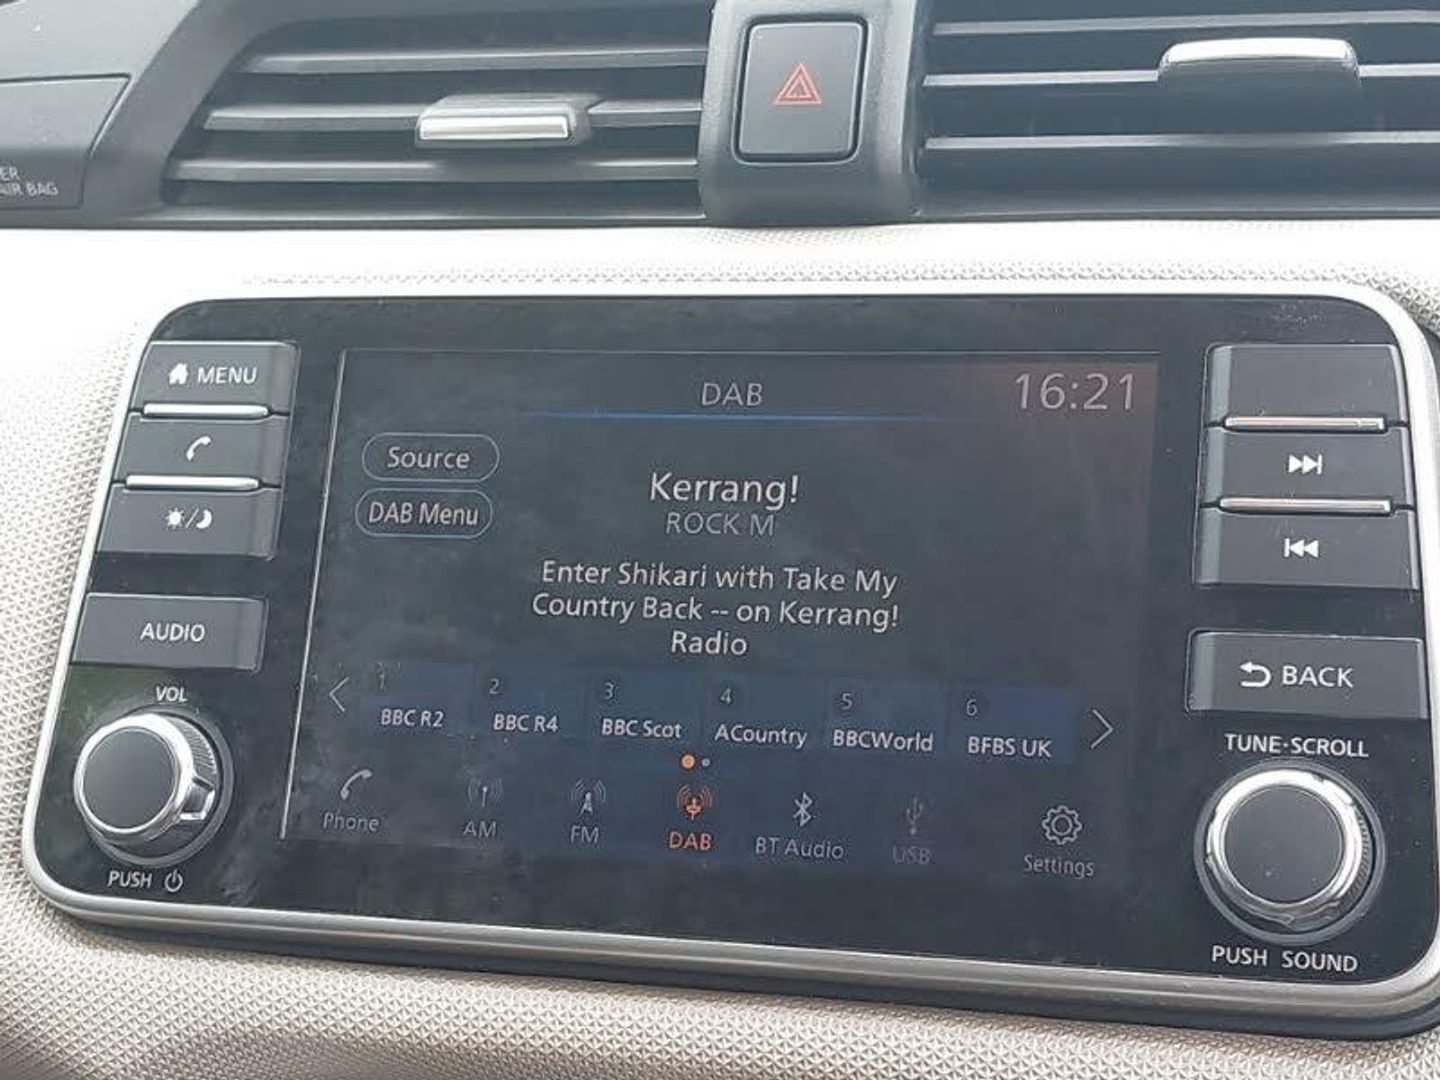 ER
AIR BAG
MENU
AUDIO
VOL
PUSH
DAB
16:21
Source
DAB Menu
Kerrang!
ROCK M
Enter Shikari with Take My
Country Back -- on Kerrang!
Radio
1 2 3 4 5 6
BBC R2 BBC R4 BBC Scot ACountry BBCWorld BFBS UK
Phone AM FM DAB BT Audio USB Settings
BACK
TUNE·SCROLL
PUSH SOUND